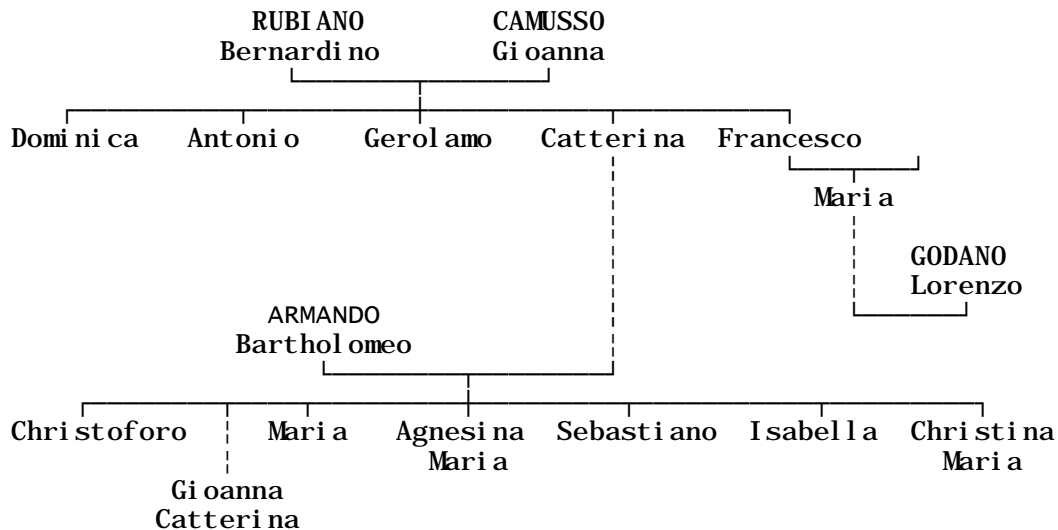 RUBIANO CAMUSSO
Bernardino Gioanna
Dominica Antonio Gerolamo Catterina Francesco
Maria
GODANO
Lorenzo
ARMANDO
Bartholomeo
Christoforo Maria Agnesina Sebastiano Isabella Christina
Maria Maria
Gioanna
Catterina